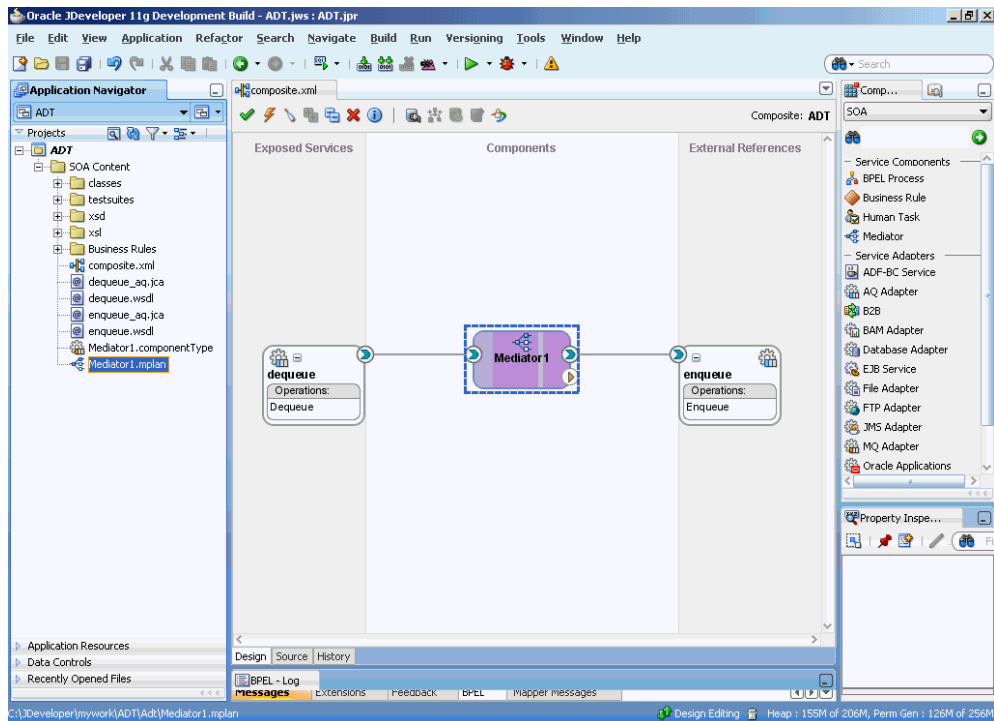 Oracle JDeveloper 11g Development Build - ADT.jws : ADT.jpr
File Edit View Application Refactor Search Navigate Build Run Versioning Tools Window Help
Search
Application Navigator
ADT
Projects
ADT
SOA Content
classes
testsuites
xsd
xsl
Business Rules
composite.xml
dequeue_aq.jca
dequeue.wsdl
enqueue_aq.jca
enqueue.wsdl
Mediator1.componentType
Mediator1.mplan
Application Resources
Data Controls
Recently Opened Files
composite.xml
Composite: ADT
Exposed Services
Components
External References
dequeue
Operations:
Dequeue
Mediator1
enqueue
Operations:
Enqueue
Design Source History
BPEL - Log
Messages Extensions Feedback BPEL Mapper Messages
Comp...
SOA
Service Components
BPEL Process
Business Rule
Human Task
Mediator
Service Adapters
ADF-BC Service
AQ Adapter
B2B
BAM Adapter
Database Adapter
EJB Service
File Adapter
FTP Adapter
JMS Adapter
MQ Adapter
Oracle Applications
Property Inspe...
Fi
C:\JDeveloper\mywork\ADT\Adt\Mediator1.mplan
Design Editing Heap : 155M of 206M, Perm Gen : 126M of 256M